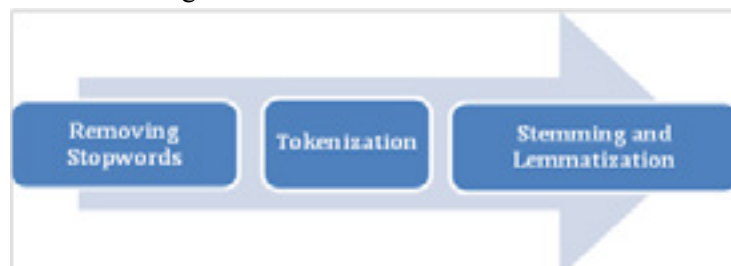 Removing
Stopwords
Tokenization
Stemming and
Lemmatization